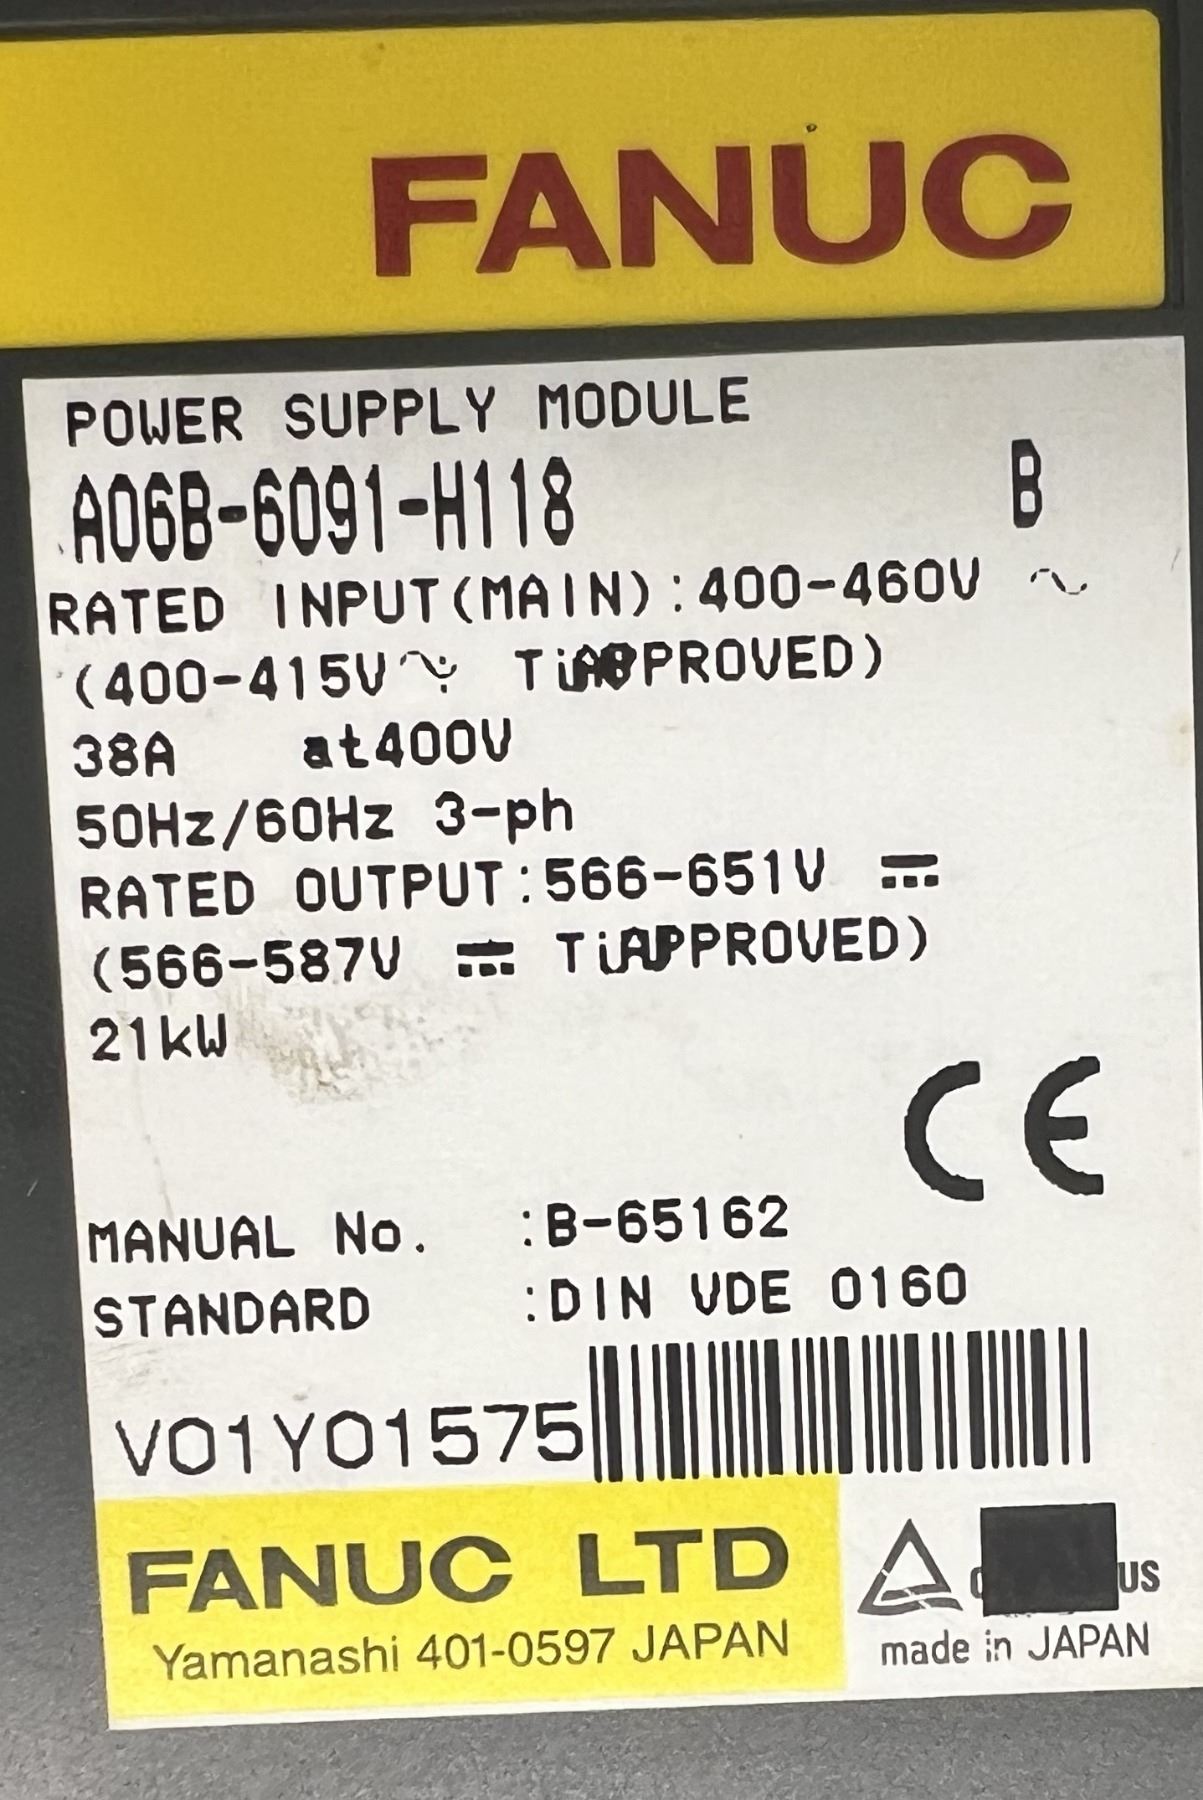 FANUC
POWER SUPPLY MODULE
A06B-6091-H118 B
RATED INPUT(MAIN):400-460V ~
(400-415V~ APPROVED)
38A at400V
50Hz/60Hz 3-ph
RATED OUTPUT:566-651V ⎓
(566-587V ⎓ APPROVED)
21kW
CE
MANUAL No. :B-65162
STANDARD :DIN VDE 0160
V01Y01575
FANUC LTD
Yamanashi 401-0597 JAPAN
US
made in JAPAN